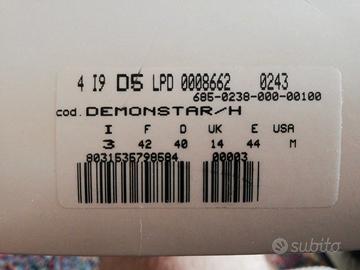 4 I9 D5 LPD 0008662 0243
685-0238-000-00100
cod. DEMONSTAR/H
I F D UK E USA
3 42 40 14 44 M
8031535798584 00003
subito